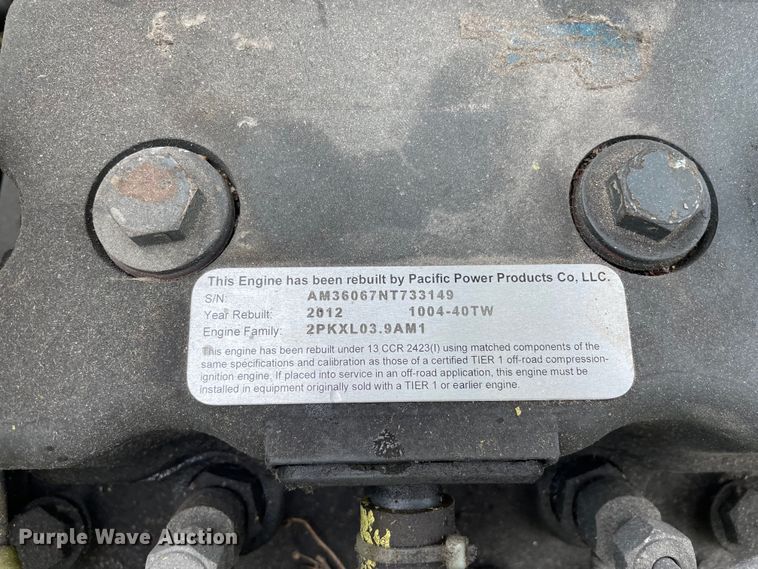 This Engine has been rebuilt by Pacific Power Products Co, LLC.
S/N: AM36067NT733149
Year Rebuilt: 2012 1004-40TW
Engine Family: 2PKXL03.9AM1
This engine has been rebuilt under 13 CCR 2423(l) using matched components of the
same specifications and calibration as those of a certified TIER 1 off-road compression-
ignition engine. If placed into service in an off-road application, this engine must be
installed in equipment originally sold with a TIER 1 or earlier engine.
Purple Wave Auction